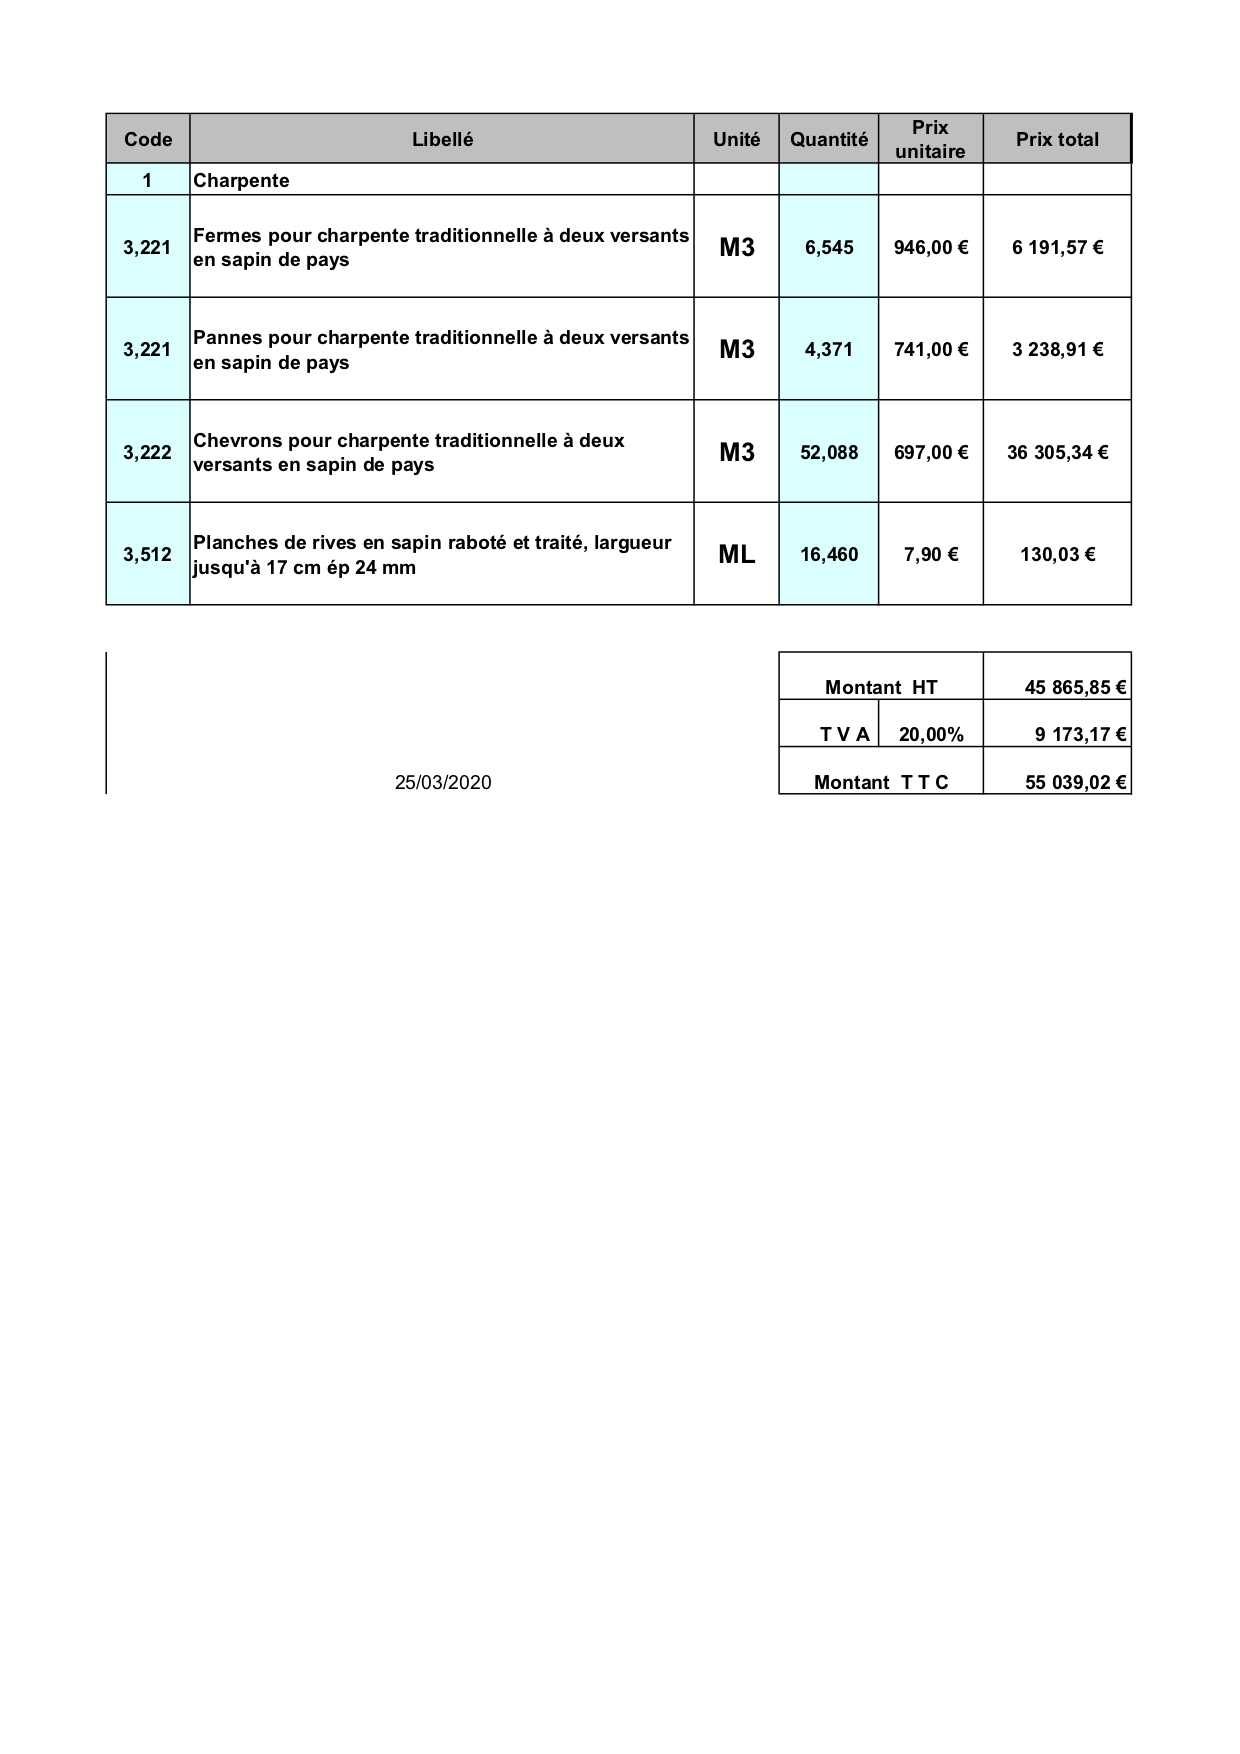 Code Libellé Unité Quantité Prix unitaire Prix total
1 Charpente
3,221 Fermes pour charpente traditionnelle à deux versants en sapin de pays M3 6,545 946,00 € 6 191,57 €
3,221 Pannes pour charpente traditionnelle à deux versants en sapin de pays M3 4,371 741,00 € 3 238,91 €
3,222 Chevrons pour charpente traditionnelle à deux versants en sapin de pays M3 52,088 697,00 € 36 305,34 €
3,512 Planches de rives en sapin raboté et traité, largueur jusqu'à 17 cm ép 24 mm ML 16,460 7,90 € 130,03 €
Montant HT 45 865,85 €
T V A 20,00% 9 173,17 €
25/03/2020 Montant T T C 55 039,02 €